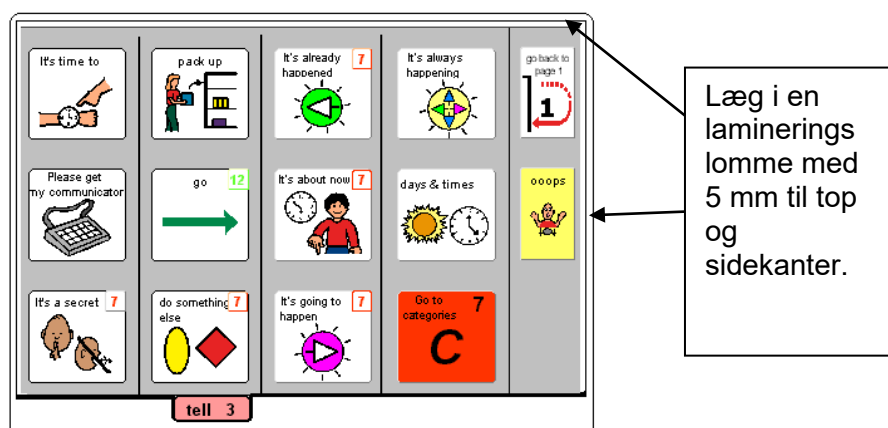 It's time to
pack up
It's already
happened
7
It's always
happening
go back to
page 1
1
Please get
my communicator
go
12
It's about now
7
days & times
ooops
It's a secret
7
do something
else
7
It's going to
happen
7
Go to
categories
7
C
tell 3
Læg i en
laminerings
lomme med
5 mm til top
og
sidekanter.